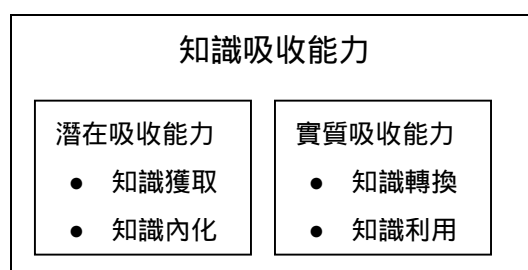 知識吸收能力
潛在吸收能力
● 知識獲取
● 知識內化
實質吸收能力
● 知識轉換
● 知識利用